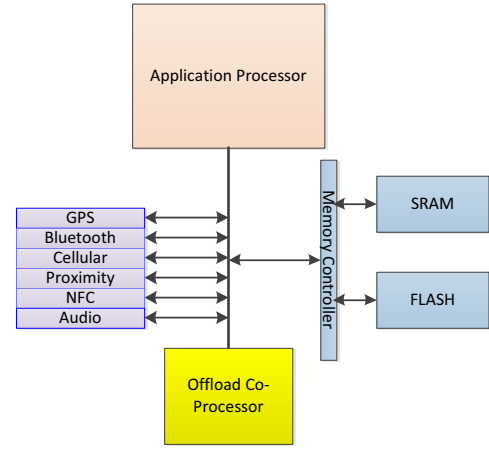 Application Processor
GPS
Bluetooth
Cellular
Proximity
NFC
Audio
Memory Controller
SRAM
FLASH
Offload Co-
Processor